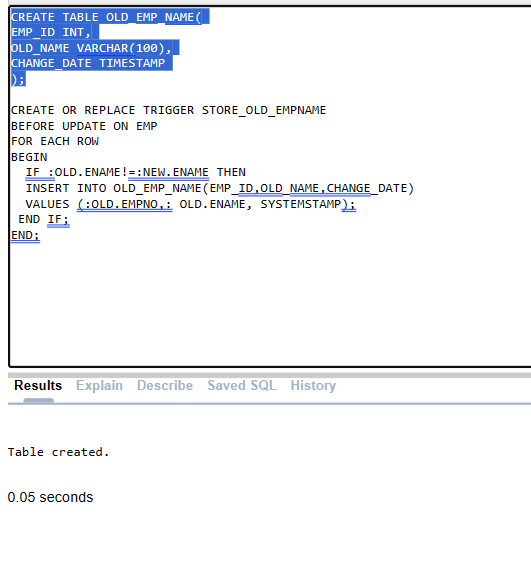 CREATE TABLE OLD_EMP_NAME(
EMP_ID INT,
OLD_NAME VARCHAR(100),
CHANGE_DATE TIMESTAMP
);
CREATE OR REPLACE TRIGGER STORE_OLD_EMPNAME
BEFORE UPDATE ON EMP
FOR EACH ROW
BEGIN
IF :OLD.ENAME!=:NEW.ENAME THEN
INSERT INTO OLD_EMP_NAME(EMP_ID,OLD_NAME,CHANGE_DATE)
VALUES (:OLD.EMPNO,: OLD.ENAME, SYSTEMSTAMP);
END IF;
END;
Results Explain Describe Saved SQL History
Table created.
0.05 seconds